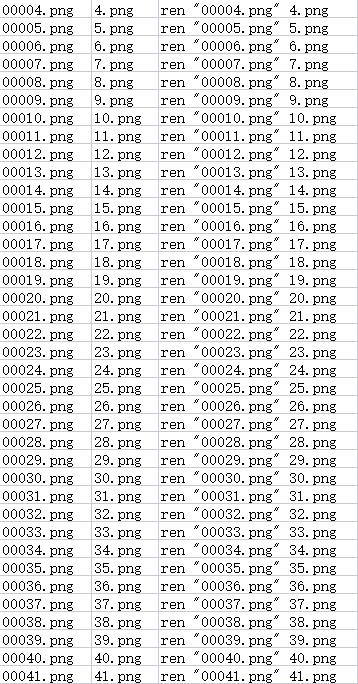 00004.png 4.png ren "00004.png" 4.png
00005.png 5.png ren "00005.png" 5.png
00006.png 6.png ren "00006.png" 6.png
00007.png 7.png ren "00007.png" 7.png
00008.png 8.png ren "00008.png" 8.png
00009.png 9.png ren "00009.png" 9.png
00010.png 10.png ren "00010.png" 10.png
00011.png 11.png ren "00011.png" 11.png
00012.png 12.png ren "00012.png" 12.png
00013.png 13.png ren "00013.png" 13.png
00014.png 14.png ren "00014.png" 14.png
00015.png 15.png ren "00015.png" 15.png
00016.png 16.png ren "00016.png" 16.png
00017.png 17.png ren "00017.png" 17.png
00018.png 18.png ren "00018.png" 18.png
00019.png 19.png ren "00019.png" 19.png
00020.png 20.png ren "00020.png" 20.png
00021.png 21.png ren "00021.png" 21.png
00022.png 22.png ren "00022.png" 22.png
00023.png 23.png ren "00023.png" 23.png
00024.png 24.png ren "00024.png" 24.png
00025.png 25.png ren "00025.png" 25.png
00026.png 26.png ren "00026.png" 26.png
00027.png 27.png ren "00027.png" 27.png
00028.png 28.png ren "00028.png" 28.png
00029.png 29.png ren "00029.png" 29.png
00030.png 30.png ren "00030.png" 30.png
00031.png 31.png ren "00031.png" 31.png
00032.png 32.png ren "00032.png" 32.png
00033.png 33.png ren "00033.png" 33.png
00034.png 34.png ren "00034.png" 34.png
00035.png 35.png ren "00035.png" 35.png
00036.png 36.png ren "00036.png" 36.png
00037.png 37.png ren "00037.png" 37.png
00038.png 38.png ren "00038.png" 38.png
00039.png 39.png ren "00039.png" 39.png
00040.png 40.png ren "00040.png" 40.png
00041.png 41.png ren "00041.png" 41.png